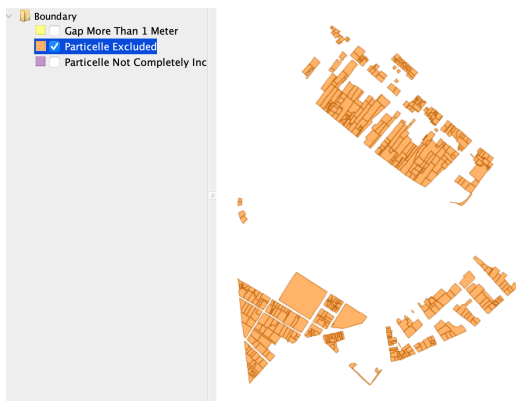 Boundary
Gap More Than 1 Meter
Particelle Excluded
Particelle Not Completely Inc